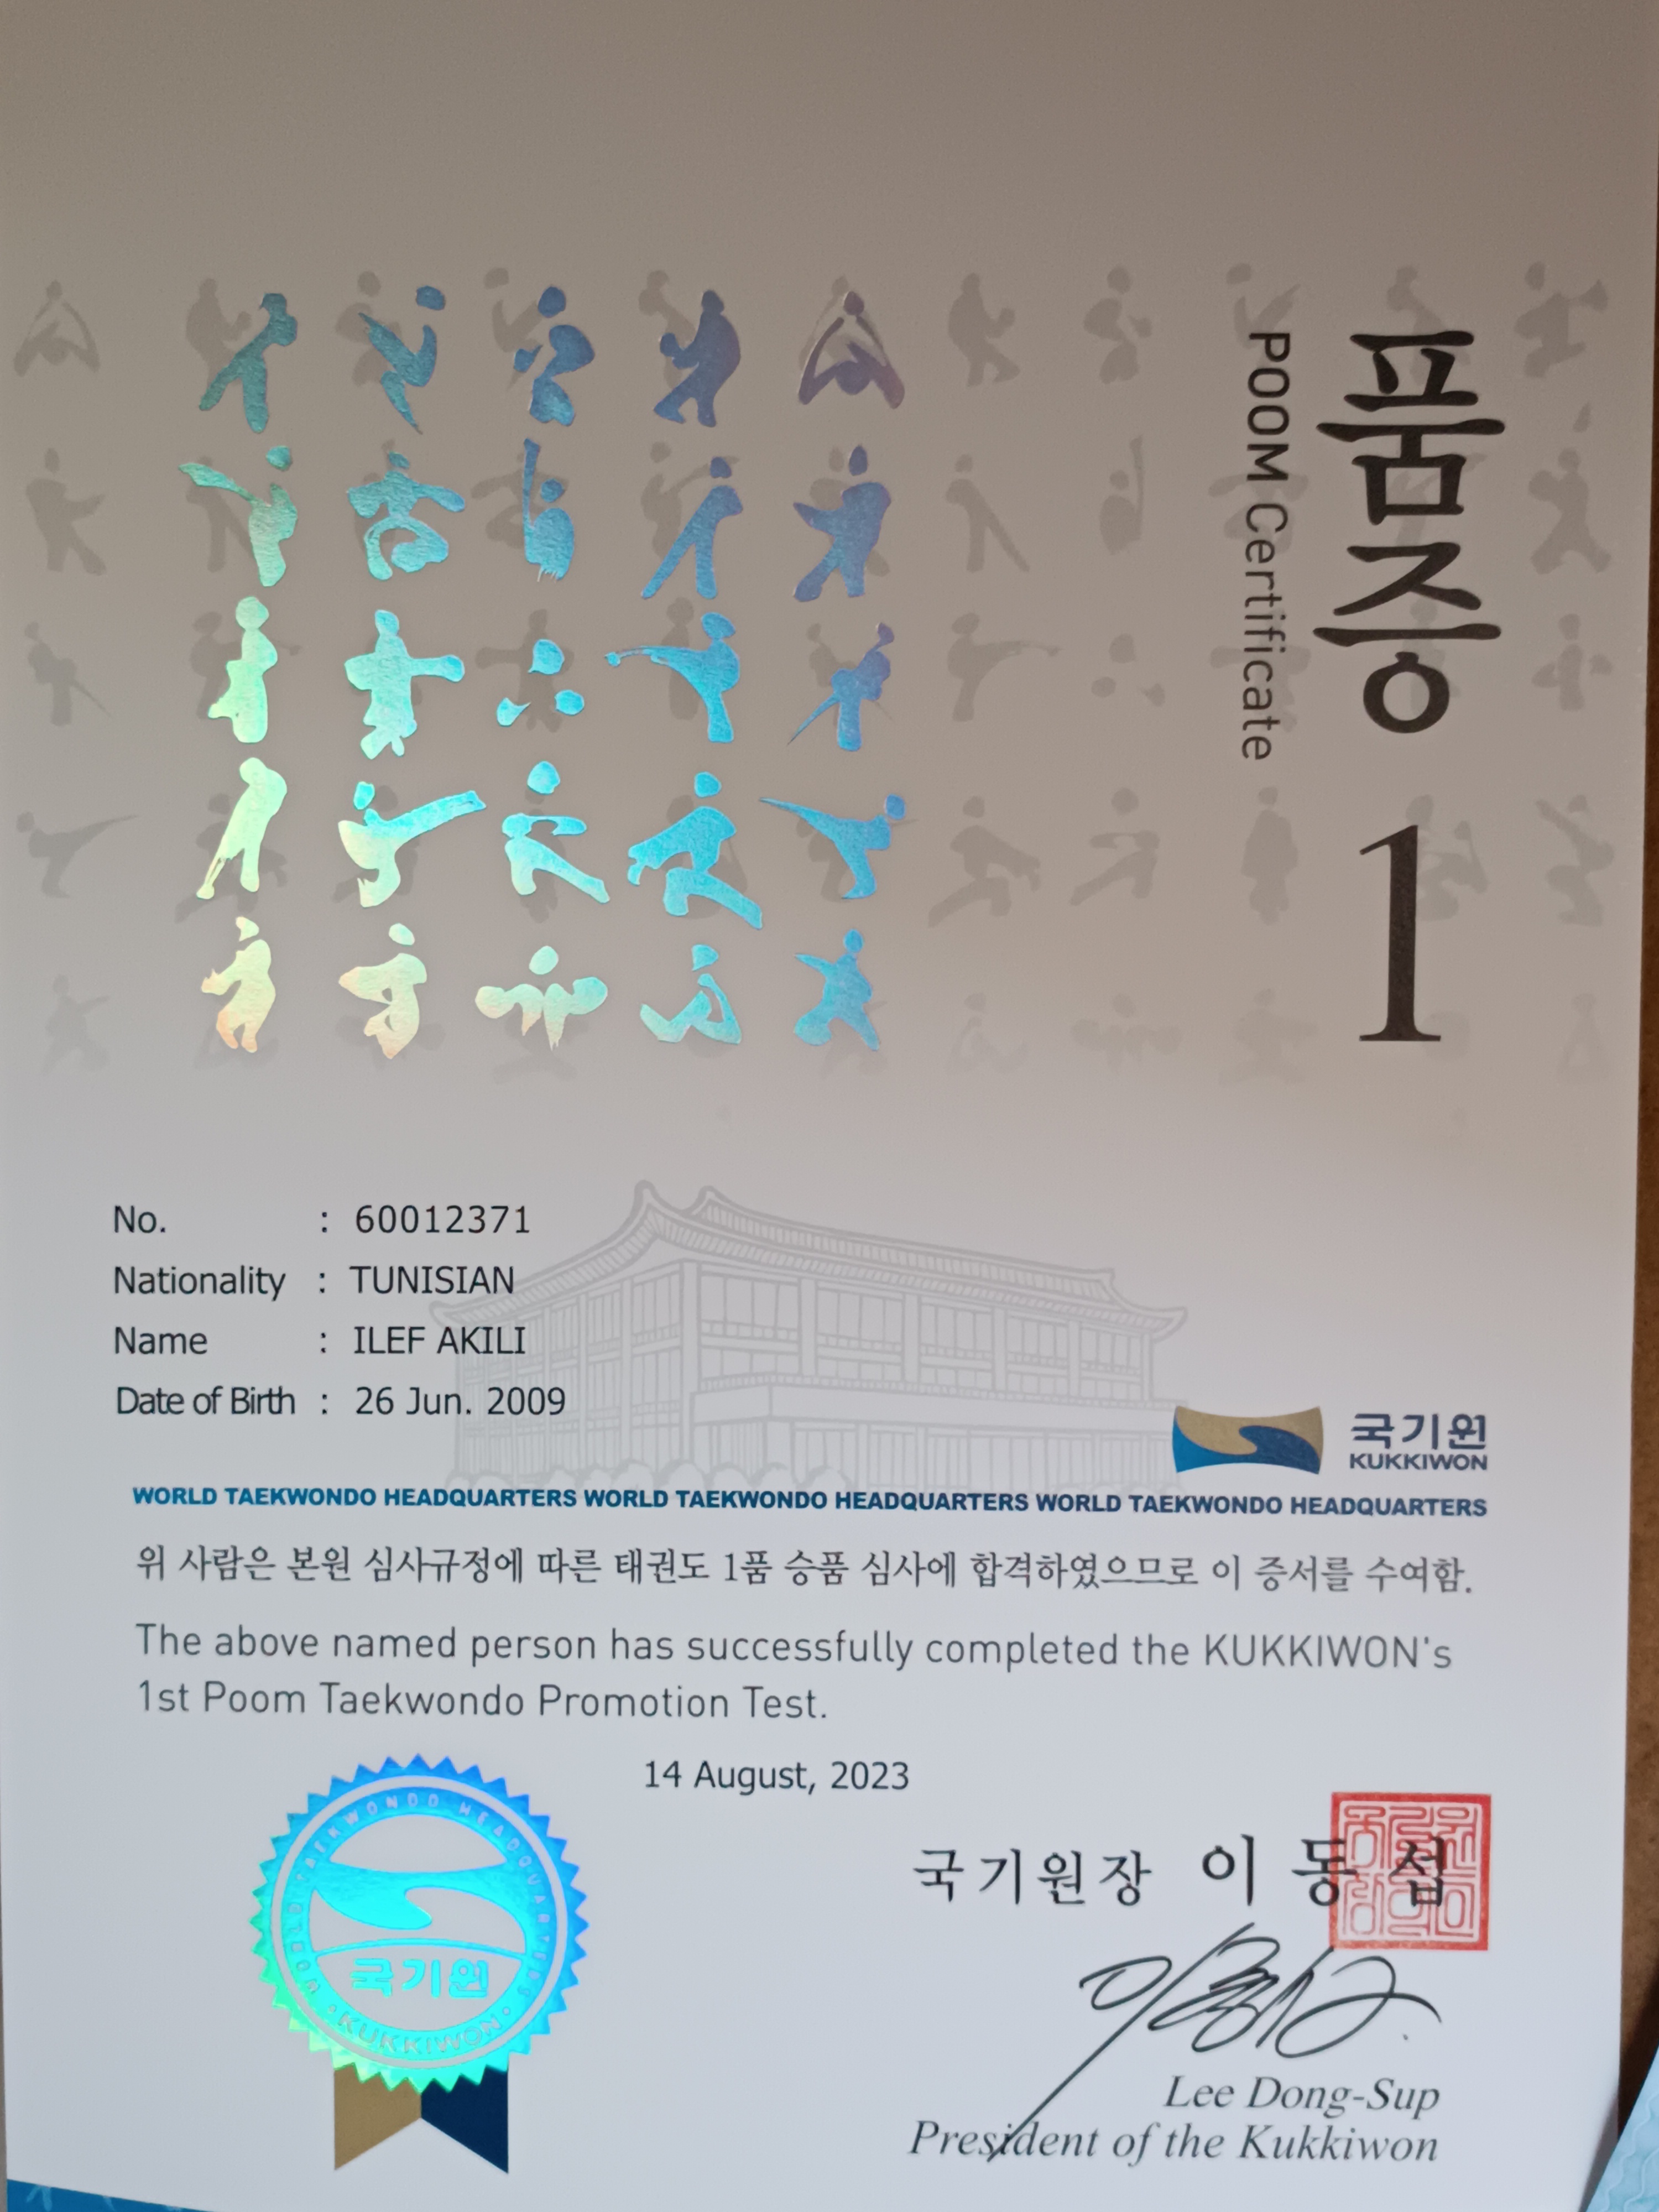 품증 1
POOM Certificate
No. : 60012371
Nationality : TUNISIAN
Name : ILEF AKILI
Date of Birth : 26 Jun. 2009
국기원
KUKKIWON
WORLD TAEKWONDO HEADQUARTERS WORLD TAEKWONDO HEADQUARTERS WORLD TAEKWONDO HEADQUARTERS
위 사람은 본원 심사규정에 따른 태권도 1품 승품 심사에 합격하였으므로 이 증서를 수여함.
The above named person has successfully completed the KUKKIWON's
1st Poom Taekwondo Promotion Test.
14 August, 2023
WORLD TAEKWONDO HEADQUARTERS
국기원
KUKKIWON
국기원장 이동섭
Lee Dong-Sup
President of the Kukkiwon